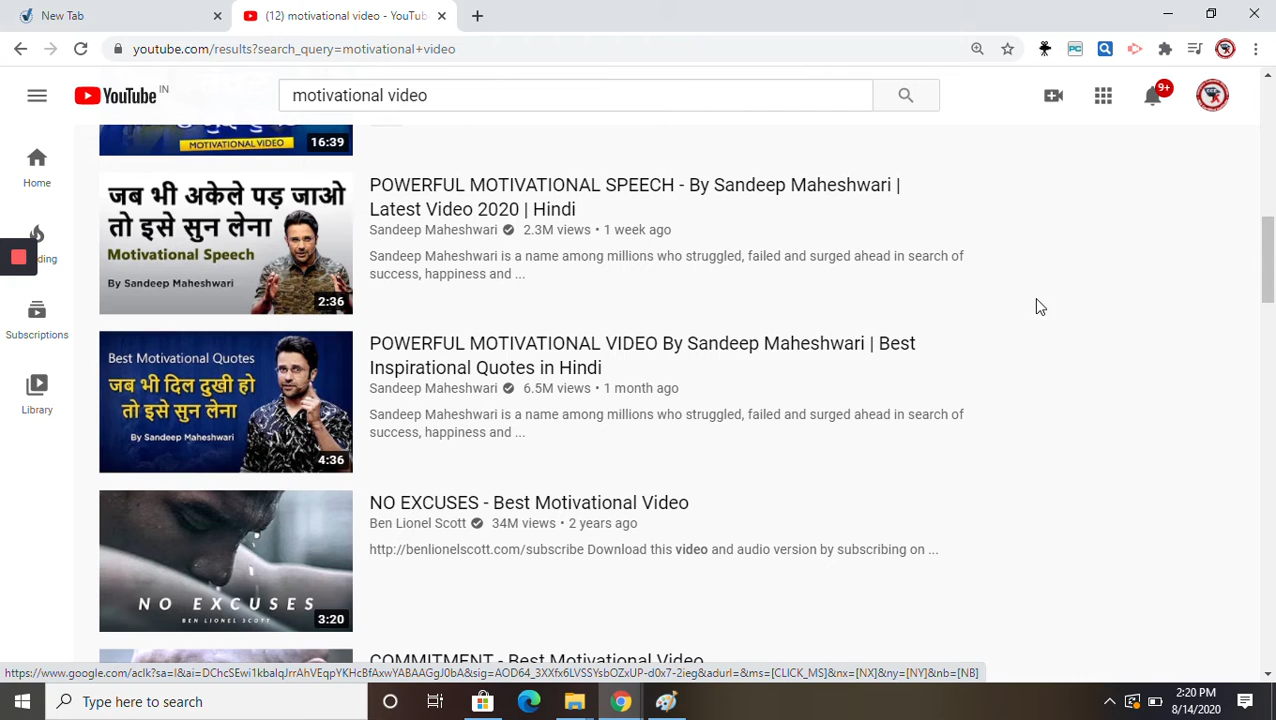 New Tab
(12) motivational video - YouTub
youtube.com/results?search_query=motivational+video
YouTube IN
motivational video
9+
Home
Subscriptions
Library
MOTIVATIONAL VIDEO
16:39
जब भी अकेले पड़ जाओ
तो इसे सुन लेना
Motivational Speech
By Sandeep Maheshwari
2:36
POWERFUL MOTIVATIONAL SPEECH - By Sandeep Maheshwari |
Latest Video 2020 | Hindi
Sandeep Maheshwari 2.3M views • 1 week ago
Sandeep Maheshwari is a name among millions who struggled, failed and surged ahead in search of
success, happiness and ...
Best Motivational Quotes
जब भी दिल दुखी हो
तो इसे सुन लेना
By Sandeep Maheshwari
4:36
POWERFUL MOTIVATIONAL VIDEO By Sandeep Maheshwari | Best
Inspirational Quotes in Hindi
Sandeep Maheshwari 6.5M views • 1 month ago
Sandeep Maheshwari is a name among millions who struggled, failed and surged ahead in search of
success, happiness and ...
NO EXCUSES
BEN LIONEL SCOTT
3:20
NO EXCUSES - Best Motivational Video
Ben Lionel Scott 34M views • 2 years ago
http://benlionelscott.com/subscribe Download this video and audio version by subscribing on ...
COMMITMENT - Best Motivational Video
Type here to search
2:20 PM
8/14/2020